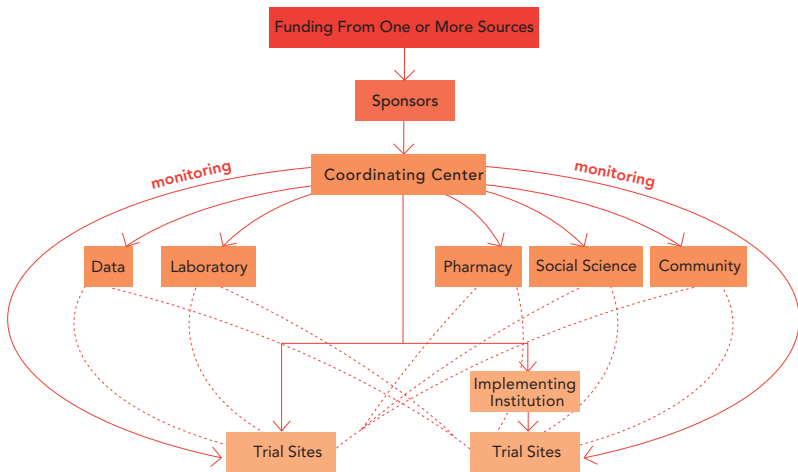 Funding From One or More Sources
Sponsors
Coordinating Center
monitoring
monitoring
Data
Laboratory
Pharmacy
Social Science
Community
Implementing
Institution
Trial Sites
Trial Sites